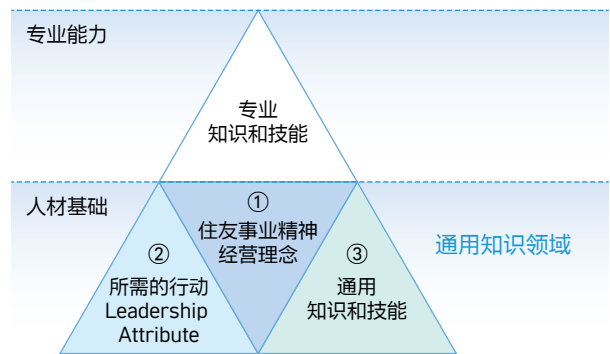 专业能力
专业
知识和技能
人材基础
①
住友事业精神
经营理念
②
所需的行动
Leadership
Attribute
③
通用
知识和技能
通用知识领域